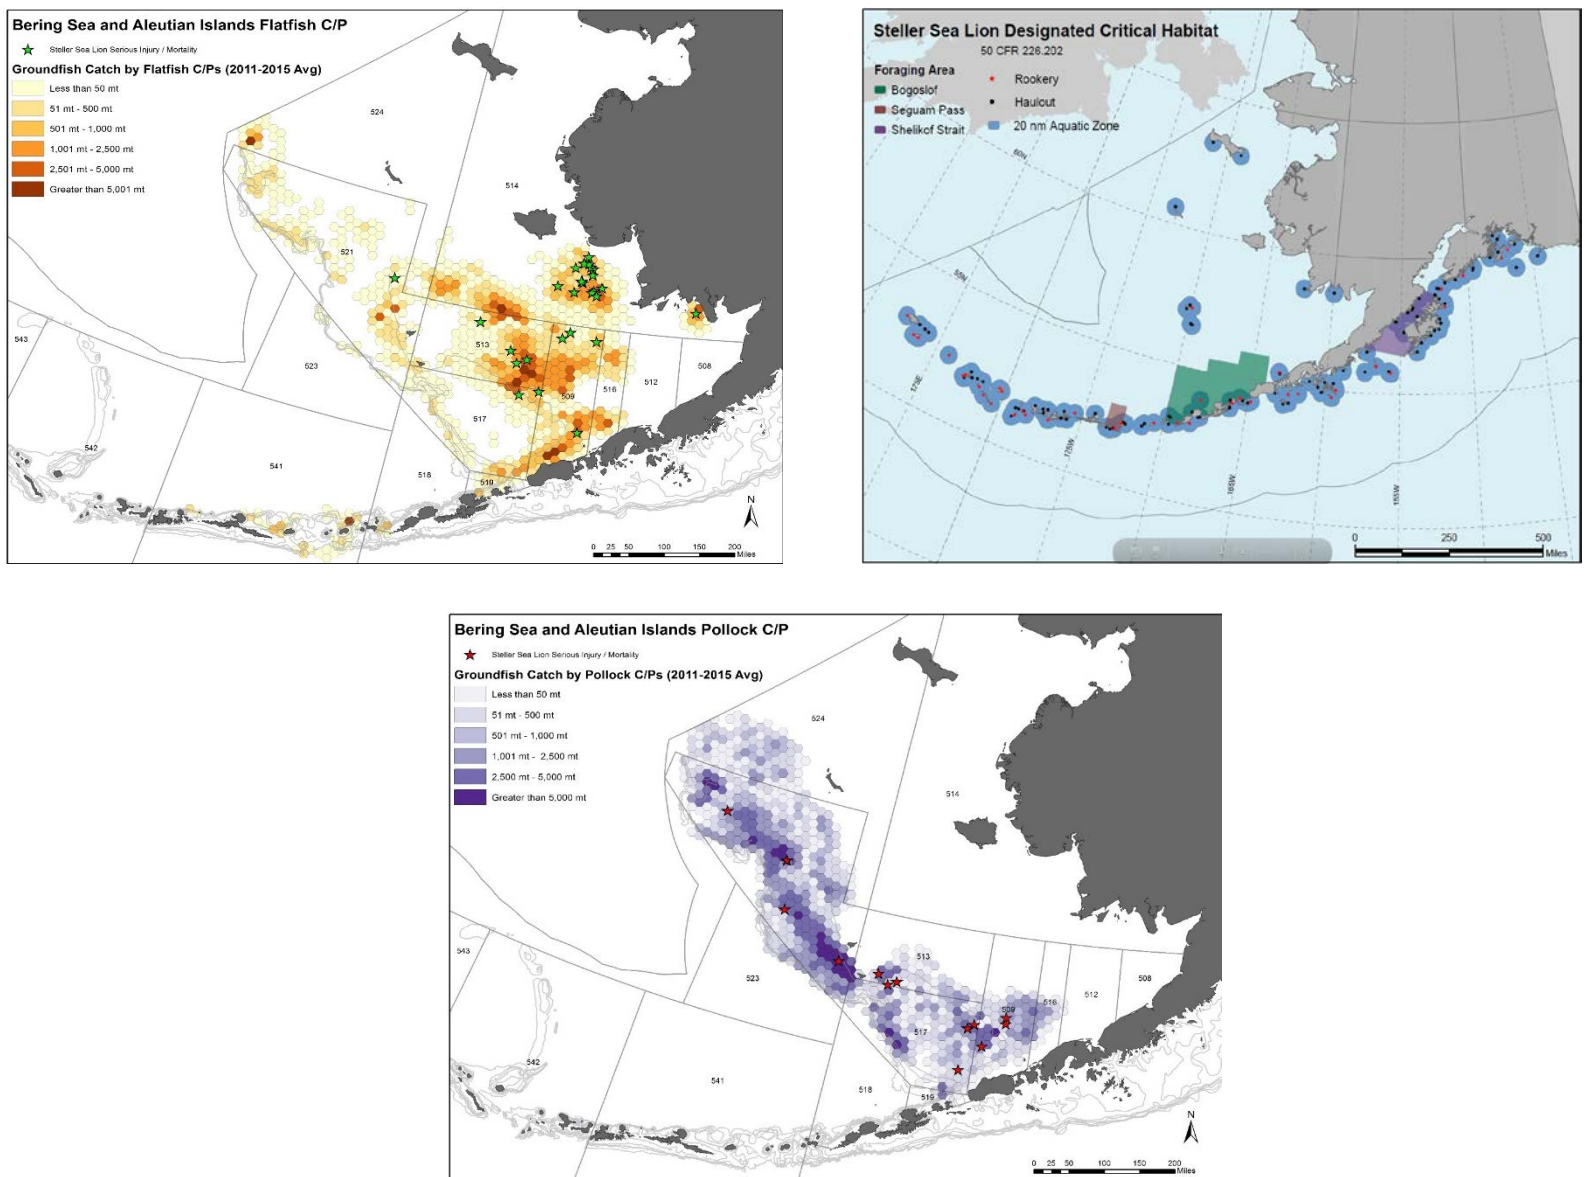 Bering Sea and Aleutian Islands Flatfish C/P
Steller Sea Lion Serious Injury / Mortality
Groundfish Catch by Flatfish C/Ps (2011-2015 Avg)
Less than 50 mt
51 mt - 500 mt
501 mt - 1,000 mt
1,001 mt - 2,500 mt
2,501 mt - 5,000 mt
Greater than 5,001 mt
524
514
521
513
523
543
542
541
517
518
509
516
512
508
519
N
0 25 50 100 150 200
Miles
Steller Sea Lion Designated Critical Habitat
50 CFR 226.202
Foraging Area
Bogoslof
Seguam Pass
Shelikof Strait
Rookery
Haulout
20 nm Aquatic Zone
60N
55N
175E
175W
165W
155W
0 250 500
Miles
Bering Sea and Aleutian Islands Pollock C/P
Steller Sea Lion Serious Injury / Mortality
Groundfish Catch by Pollock C/Ps (2011-2015 Avg)
Less than 50 mt
51 mt - 500 mt
501 mt - 1,000 mt
1,001 mt - 2,500 mt
2,500 mt - 5,000 mt
Greater than 5,000 mt
524
514
513
523
543
542
541
517
518
509
516
512
508
519
N
0 25 50 100 150 200
Miles